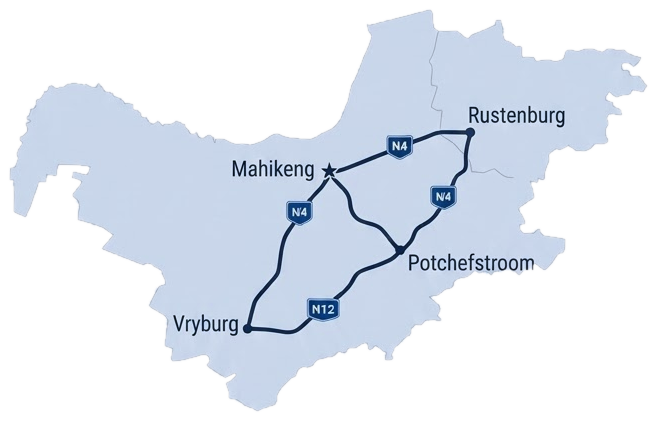 Rustenburg
N4
Mahikeng
N4
N4
Potchefstroom
N12
Vryburg